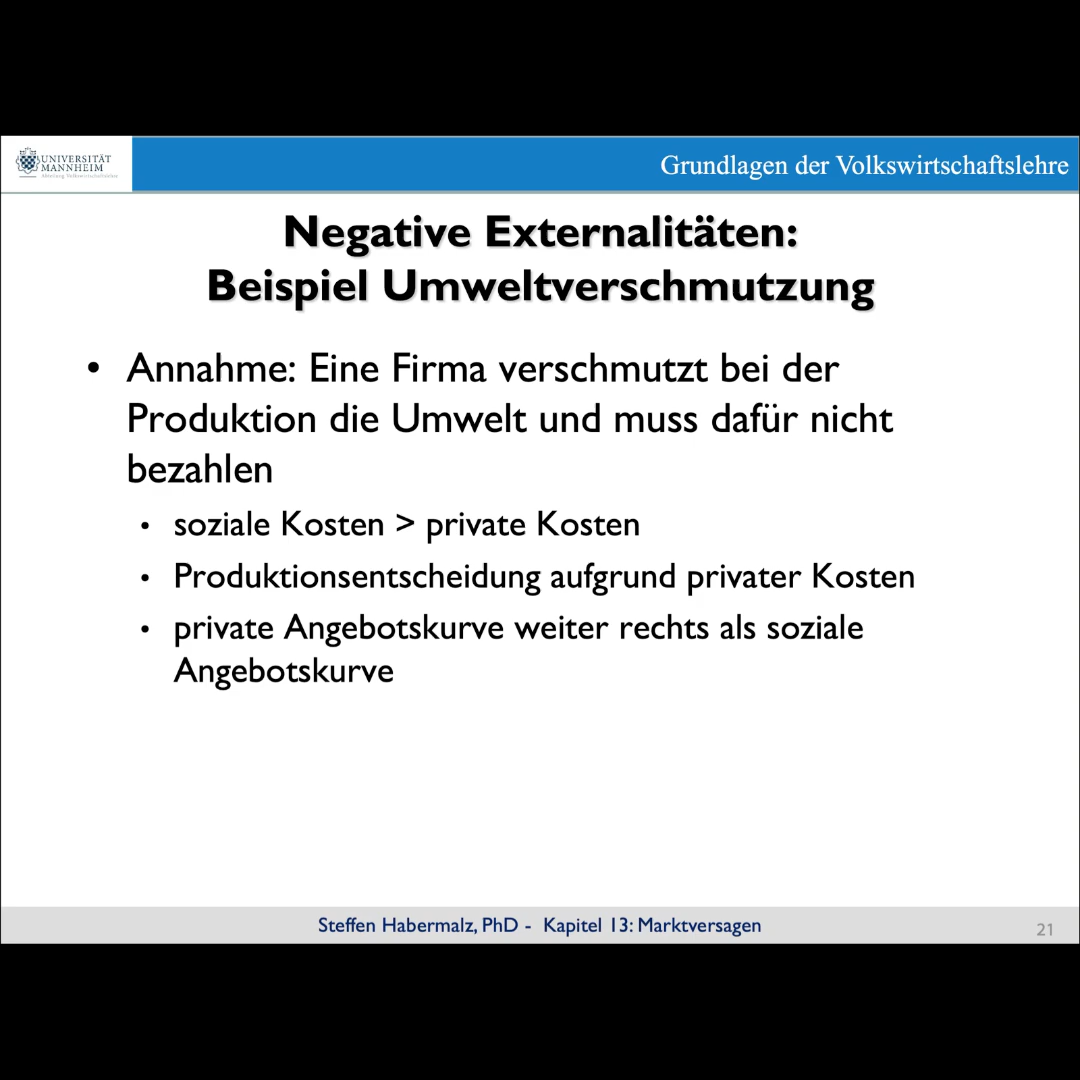 UNIVERSITÄT
MANNHEIM
Abteilung Volkswirtschaftslehre
Grundlagen der Volkswirtschaftslehre
Negative Externalitäten:
Beispiel Umweltverschmutzung
• Annahme: Eine Firma verschmutzt bei der
Produktion die Umwelt und muss dafür nicht
bezahlen
• soziale Kosten > private Kosten
• Produktionsentscheidung aufgrund privater Kosten
• private Angebotskurve weiter rechts als soziale
Angebotskurve
Steffen Habermalz, PhD - Kapitel 13: Marktversagen
21